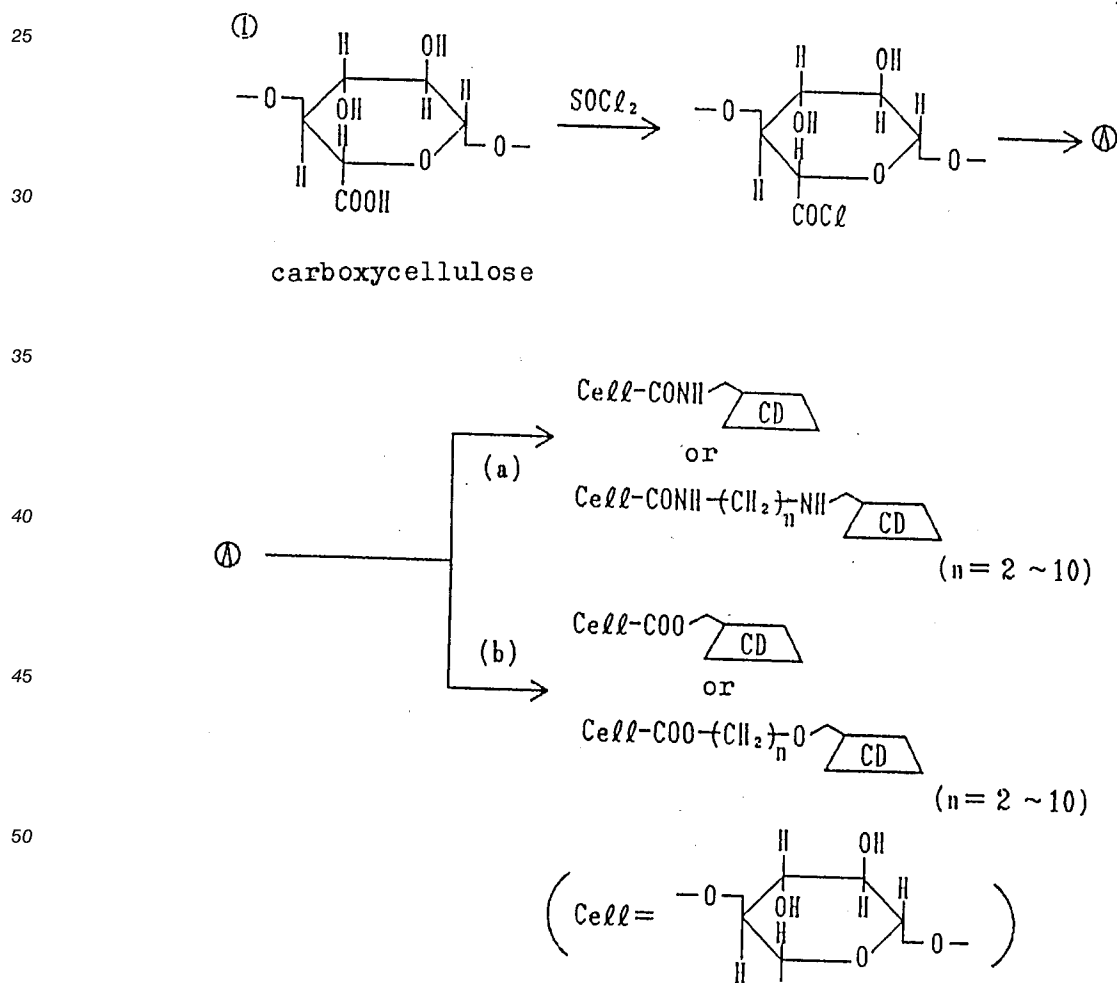 25
①
H
OH
H
OH
— O
H
OH
H
H
O
O —
H
COOH
SOCl₂
— O
H
OH
H
H
O
O —
H
COCl
Ⓐ
30
carboxycellulose
35
Cell-CONH CD
(a)
or
Cell-CONH-(CH₂)n-NH CD
40
Ⓐ
(n = 2 ~ 10)
Cell-COO CD
(b)
45
or
Cell-COO-(CH₂)n-O CD
(n = 2 ~ 10)
50
H
OH
H
( Cell =
— O
OH
H
H
H
O
O —
)